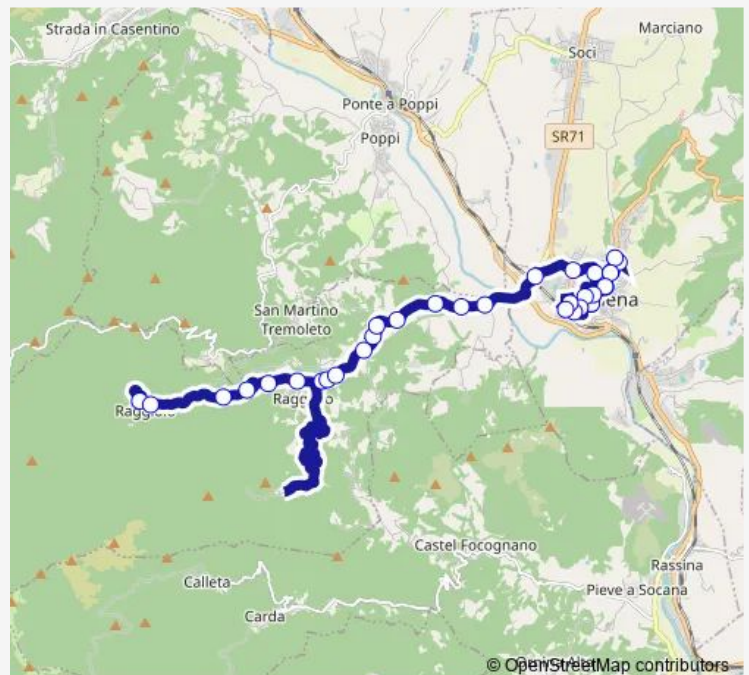 Strada in Casentino
Marciano
Soci
Ponte a Poppi
Poppi
SR71
San Martino
Tremoleto
Raggiolo
Castel Focognano
Calleta
Carda
Rassina
Pieve a Socana
© OpenStreetMap contributors